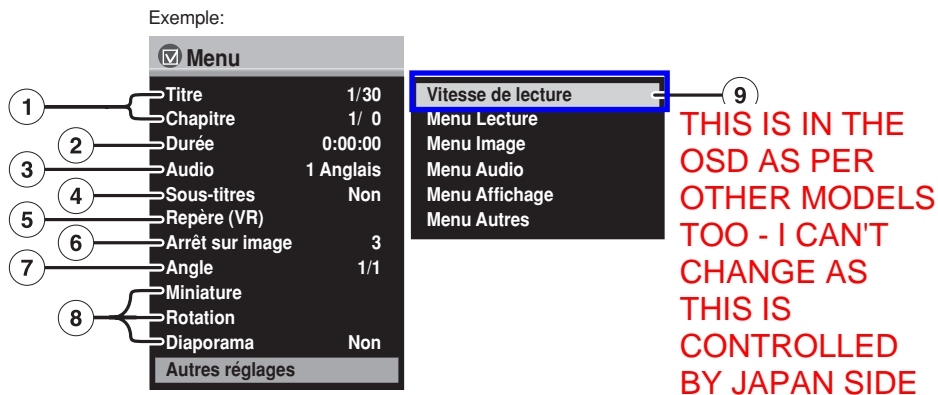 Exemple:
Menu
1
Titre 1/30
Chapitre 1/ 0
2
Durée 0:00:00
3
Audio 1 Anglais
4
Sous-titres Non
5
Repère (VR)
6
Arrêt sur image 3
7
Angle 1/1
8
Miniature
Rotation
Diaporama Non
Autres réglages
Vitesse de lecture
9
Menu Lecture
Menu Image
Menu Audio
Menu Affichage
Menu Autres
THIS IS IN THE
OSD AS PER
OTHER MODELS
TOO - I CAN'T
CHANGE AS
THIS IS
CONTROLLED
BY JAPAN SIDE